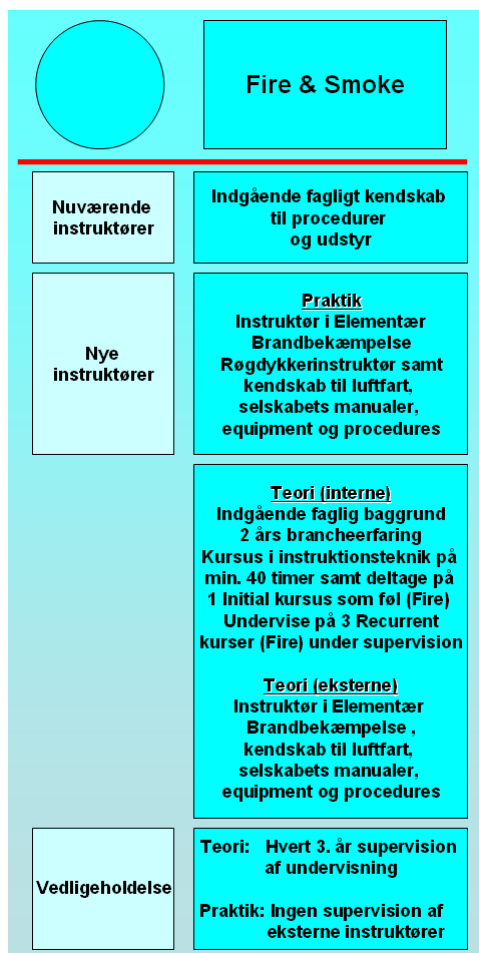 Fire & Smoke
Nuværende
instruktører
Indgående fagligt kendskab
til procedurer
og udstyr
Nye
instruktører
Praktik
Instruktør i Elementær
Brandbekæmpelse
Røgdykkerinstruktør samt
kendskab til luftfart,
selskabets manualer,
equipment og procedures
Teori (interne)
Indgående faglig baggrund
2 års brancheerfaring
Kursus i instruktionsteknik på
min. 40 timer samt deltage på
1 Initial kursus som føl (Fire)
Undervise på 3 Recurrent
kurser (Fire) under supervision
Teori (eksterne)
Instruktør i Elementær
Brandbekæmpelse ,
kendskab til luftfart,
selskabets manualer,
equipment og procedures
Vedligeholdelse
Teori: Hvert 3. år supervision
af undervisning
Praktik: Ingen supervision af
eksterne instruktører